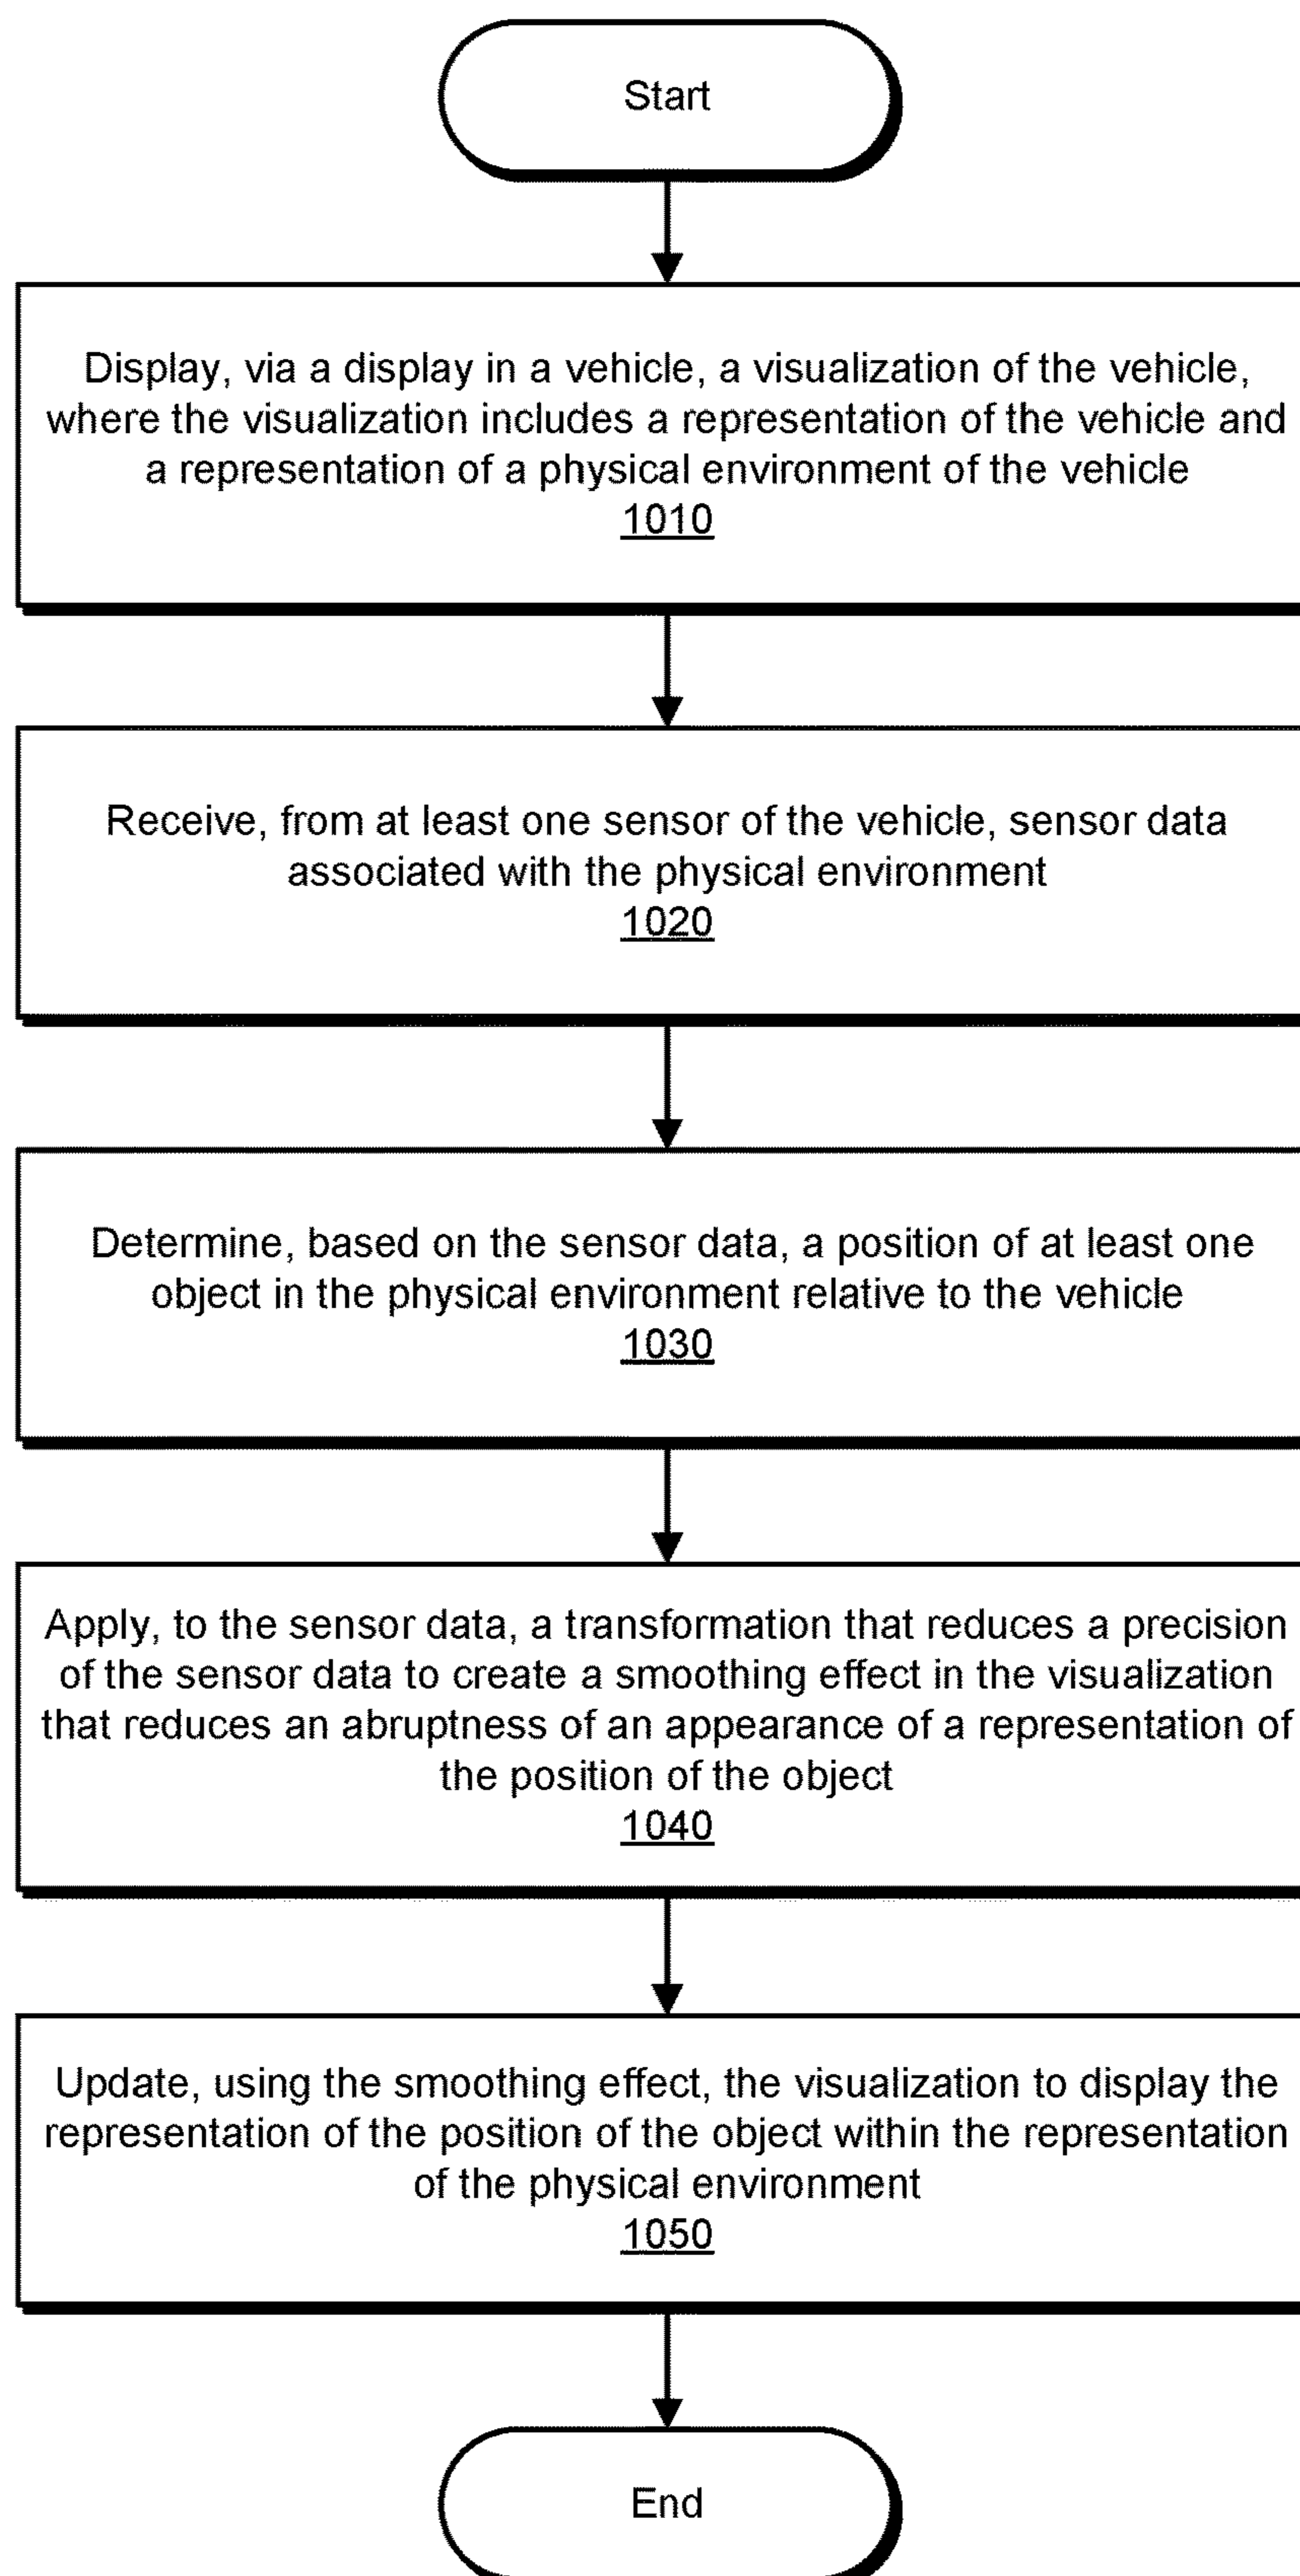 Start
Display, via a display in a vehicle, a visualization of the vehicle,
where the visualization includes a representation of the vehicle and
a representation of a physical environment of the vehicle
1010
Receive, from at least one sensor of the vehicle, sensor data
associated with the physical environment
1020
Determine, based on the sensor data, a position of at least one
object in the physical environment relative to the vehicle
1030
Apply, to the sensor data, a transformation that reduces a precision
of the sensor data to create a smoothing effect in the visualization
that reduces an abruptness of an appearance of a representation of
the position of the object
1040
Update, using the smoothing effect, the visualization to display the
representation of the position of the object within the representation
of the physical environment
1050
End